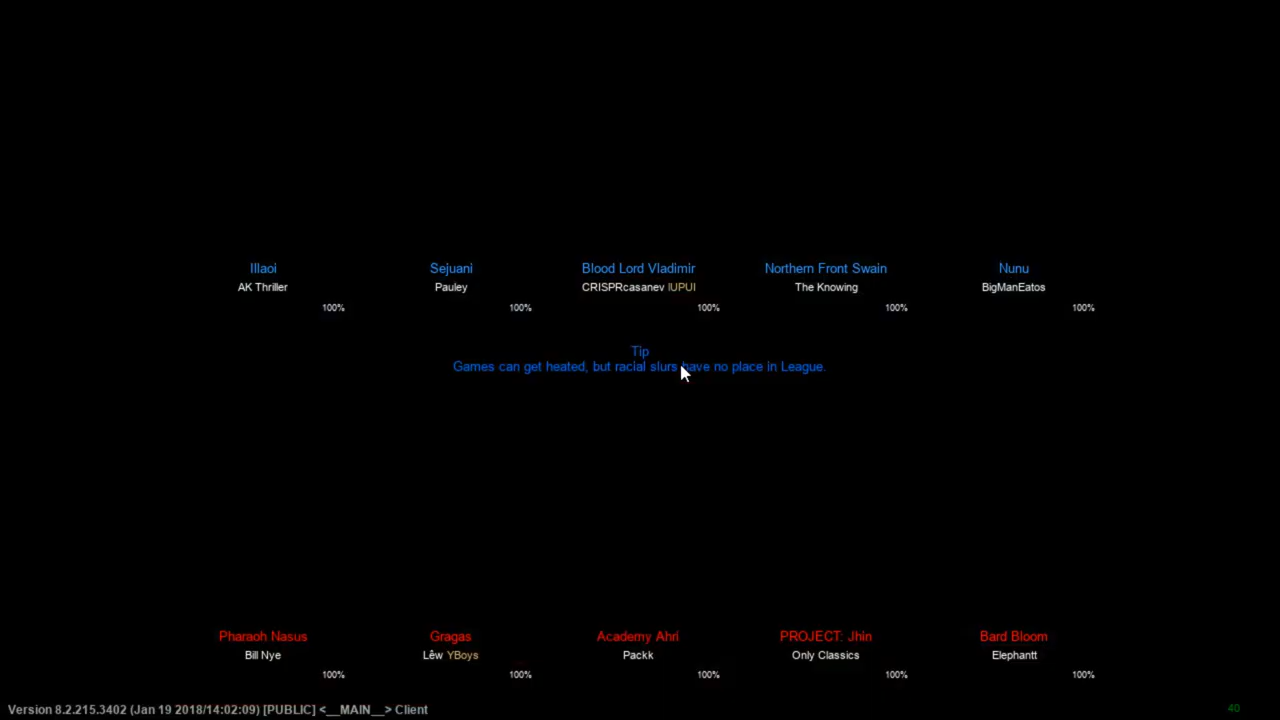 Illaoi Sejuani Blood Lord Vladimir Northern Front Swain Nunu
AK Thriller Pauley CRISPRcasanev IUPUI The Knowing BigManEatos
100% 100% 100% 100% 100%
Tip
Games can get heated, but racial slurs have no place in League.
Pharaoh Nasus Gragas Academy Ahri PROJECT: Jhin Bard Bloom
Bill Nye Lêw YBoys Packk Only Classics Elephantt
100% 100% 100% 100% 100%
Version 8.2.215.3402 (Jan 19 2018/14:02:09) [PUBLIC] <__MAIN__> Client 40